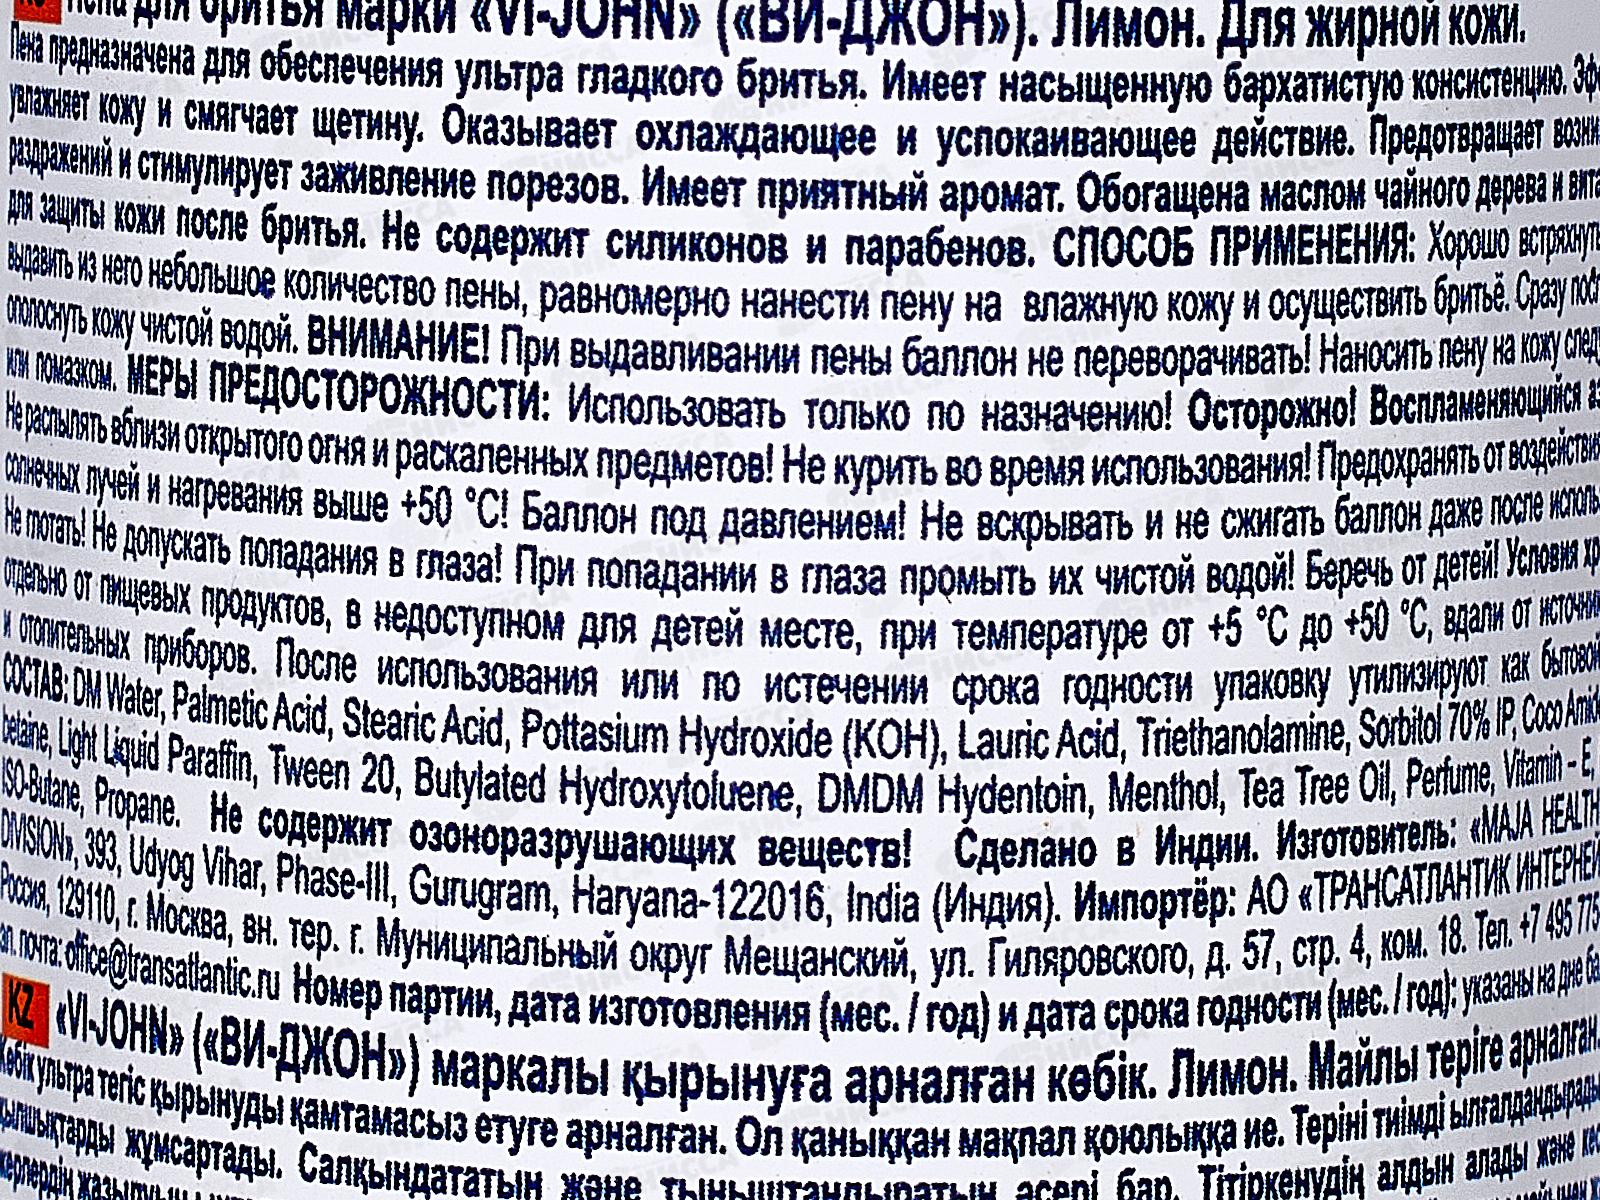 Пена для бритья марки «VI-JOHN» («ВИ-ДЖОН»). Лимон. Для жирной кожи.
Пена предназначена для обеспечения ультра гладкого бритья. Имеет насыщенную бархатистую консистенцию.
увлажняет кожу и смягчает щетину. Оказывает охлаждающее и успокаивающее действие. Предотвращает
раздражений и стимулирует заживление порезов. Имеет приятный аромат. Обогащена маслом чайного дерева и
для защиты кожи после бритья. Не содержит силиконов и парабенов. СПОСОБ ПРИМЕНЕНИЯ: Хорошо встряхнуть
выдавить из него небольшое количество пены, равномерно нанести пену на влажную кожу и осуществить бритьё. Сразу
ополоснуть кожу чистой водой. ВНИМАНИЕ! При выдавливании пены баллон не переворачивать! Наносить пену на кожу
или помазком. МЕРЫ ПРЕДОСТОРОЖНОСТИ: Использовать только по назначению! Осторожно! Воспламеняющийся
Не распылять вблизи открытого огня и раскаленных предметов! Не курить во время использования! Предохранять от воздействия
солнечных лучей и нагревания выше +50 °C! Баллон под давлением! Не вскрывать и не сжигать баллон даже после
Не глотать! Не допускать попадания в глаза! При попадании в глаза промыть их чистой водой! Беречь от детей! Условия
отдельно от пищевых продуктов, в недоступном для детей месте, при температуре от +5 °C до +50 °C, вдали от
и отопительных приборов. После использования или по истечении срока годности упаковку утилизируют как бытовой
СОСТАВ: DM Water, Palmetic Acid, Stearic Acid, Pottasium Hydroxide (KOH), Lauric Acid, Triethanolamine, Sorbitol 70% IP, Coco
betaine, Light Liquid Paraffin, Tween 20, Butylated Hydroxytoluene, DMDM Hydentoin, Menthol, Tea Tree Oil, Perfume, Vitamin – E,
ISO-Butane, Propane. Не содержит озоноразрушающих веществ! Сделано в Индии. Изготовитель: «MAJA HEALTH
DIVISION», 393, Udyog Vihar, Phase-III, Gurugram, Haryana-122016, India (Индия). Импортёр: АО «ТРАНСАТЛАНТИК
Россия, 129110, г. Москва, вн. тер. г. Муниципальный округ Мещанский, ул. Гиляровского, д. 57, стр. 4, ком. 18. Тел. +7 495 775
эл. почта: office@transatlantic.ru Номер партии, дата изготовления (мес. / год) и дата срока годности (мес. / год): указаны на дне
KZ «VI-JOHN» («ВИ-ДЖОН») маркалы қырынуға арналған көбік. Лимон. Майлы теріге арналған.
Көбік ультра тегіс қырынуды қамтамасыз етуге арналған. Ол қаныққан мақпал қоюлыққа ие. Теріні тиімді ылғалдандырады
қылшықтарды жұмсартады. Салқындататын және тыныштандыратын әсері бар. Тітіркенудің алдын алады және